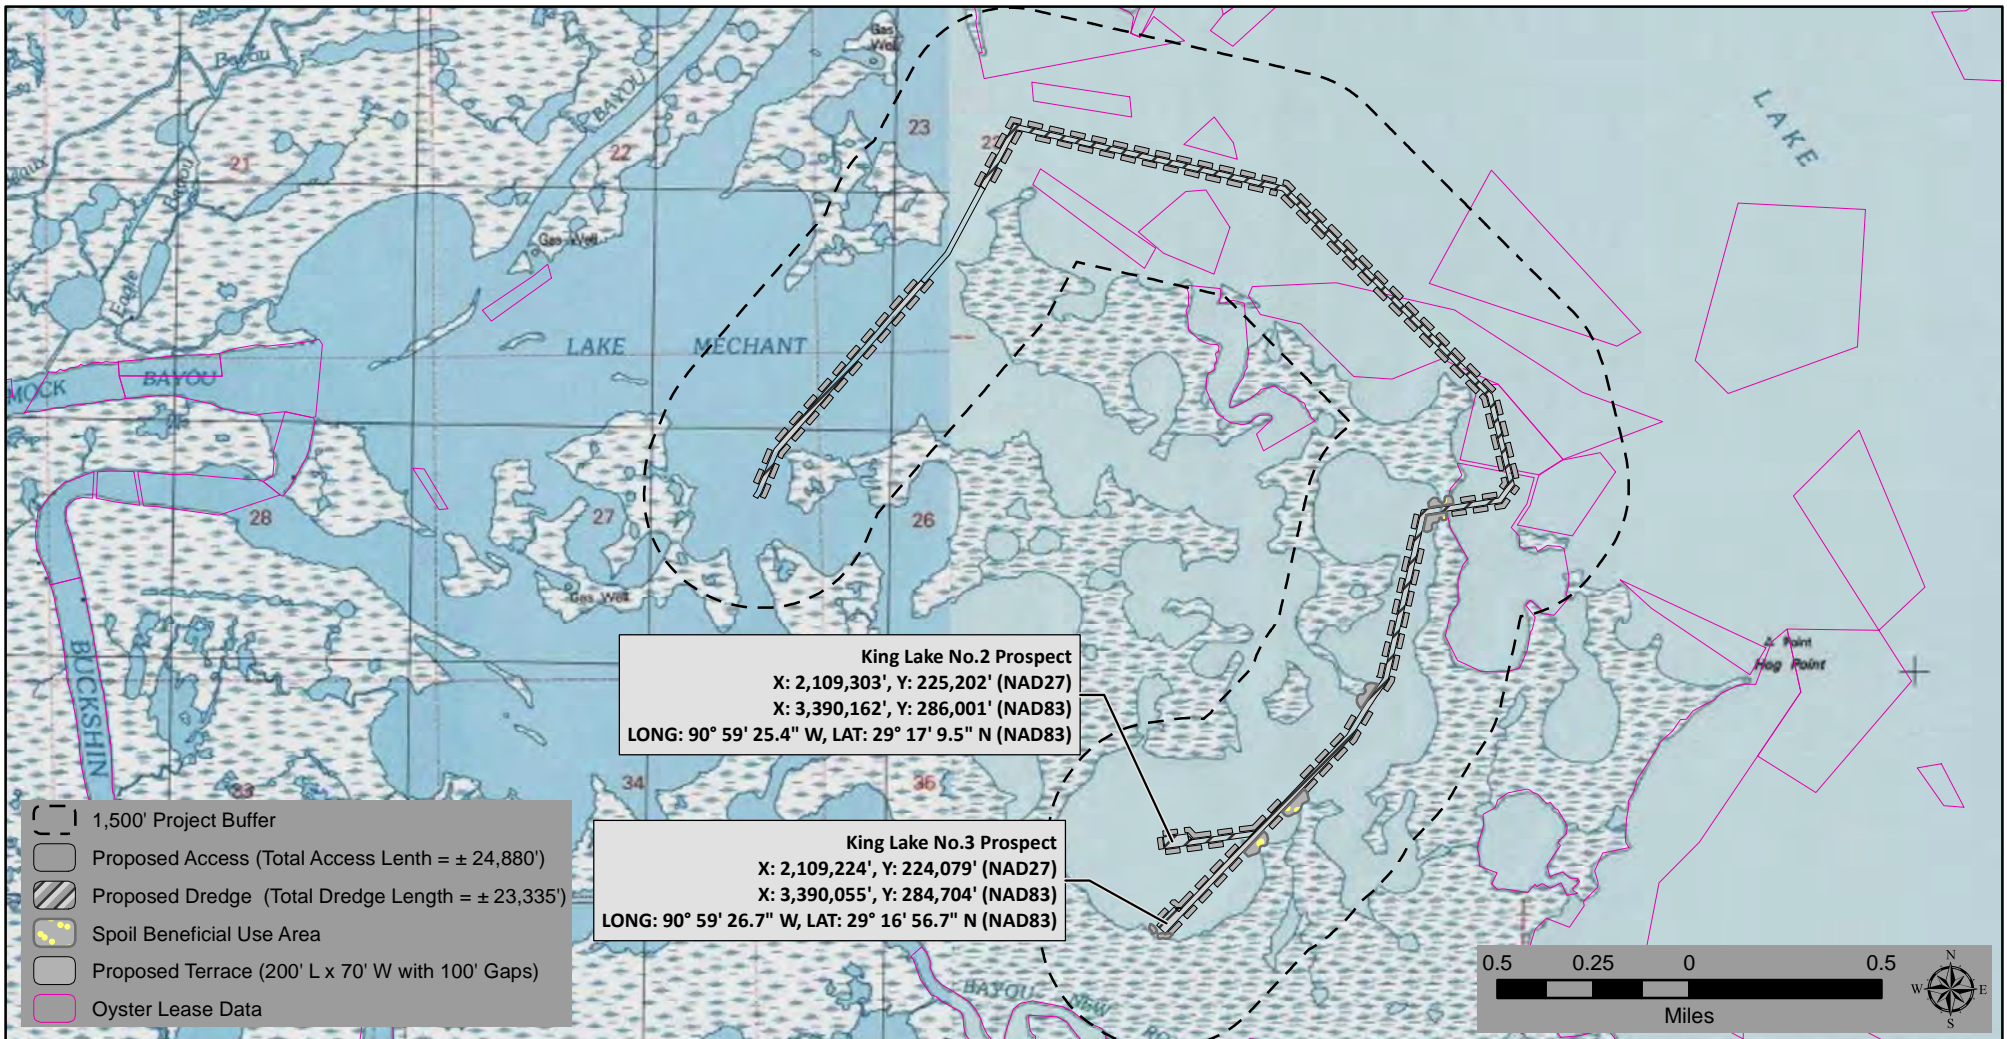 Gas
Well
Bayou
BAYOU
23
LAKE
21
22
23
Bayou
Gas Well
Eagle
LAKE MECHANT
MOCK
BAYOU
28
27
26
Gas Well
BUCKSHIN
Point
Hog Point
King Lake No.2 Prospect
X: 2,109,303', Y: 225,202' (NAD27)
X: 3,390,162', Y: 286,001' (NAD83)
LONG: 90° 59' 25.4" W, LAT: 29° 17' 9.5" N (NAD83)
33
34
36
King Lake No.3 Prospect
X: 2,109,224', Y: 224,079' (NAD27)
X: 3,390,055', Y: 284,704' (NAD83)
LONG: 90° 59' 26.7" W, LAT: 29° 16' 56.7" N (NAD83)
1,500' Project Buffer
Proposed Access (Total Access Lenth = ± 24,880')
Proposed Dredge (Total Dredge Length = ± 23,335')
Spoil Beneficial Use Area
Proposed Terrace (200' L x 70' W with 100' Gaps)
Oyster Lease Data
BAYOU NEW
0.5 0.25 0 0.5
Miles
N
W E
S